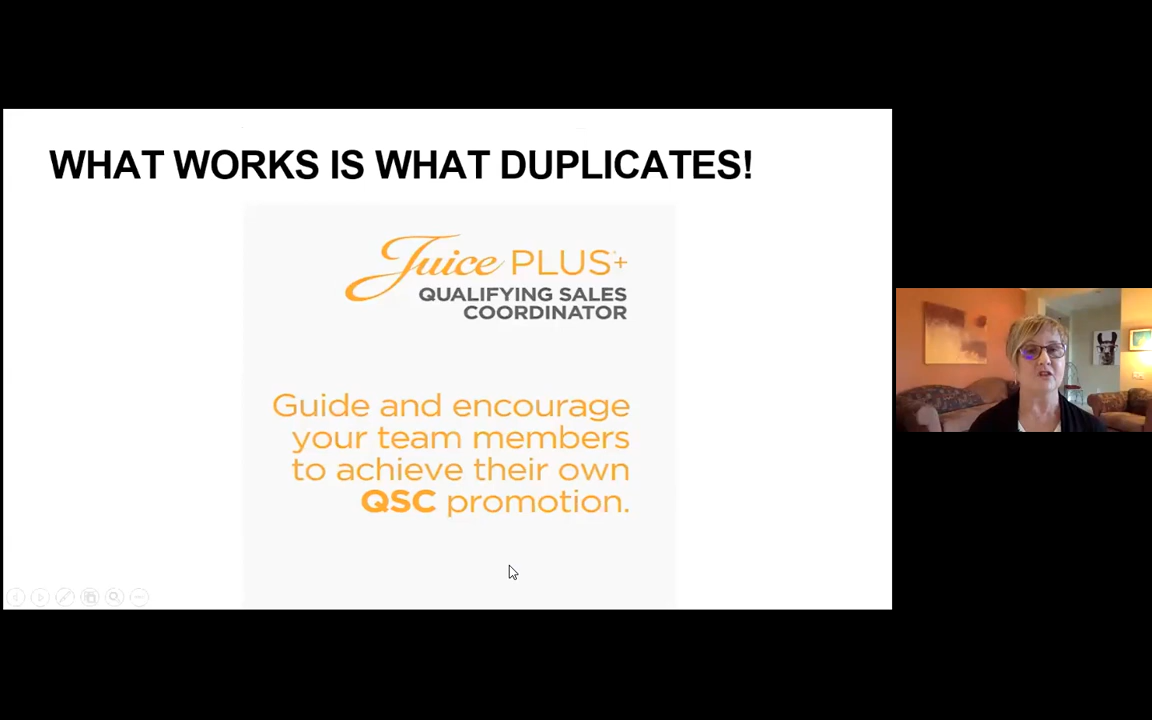 WHAT WORKS IS WHAT DUPLICATES!
Juice PLUS+
QUALIFYING SALES
COORDINATOR
Guide and encourage
your team members
to achieve their own
QSC promotion.